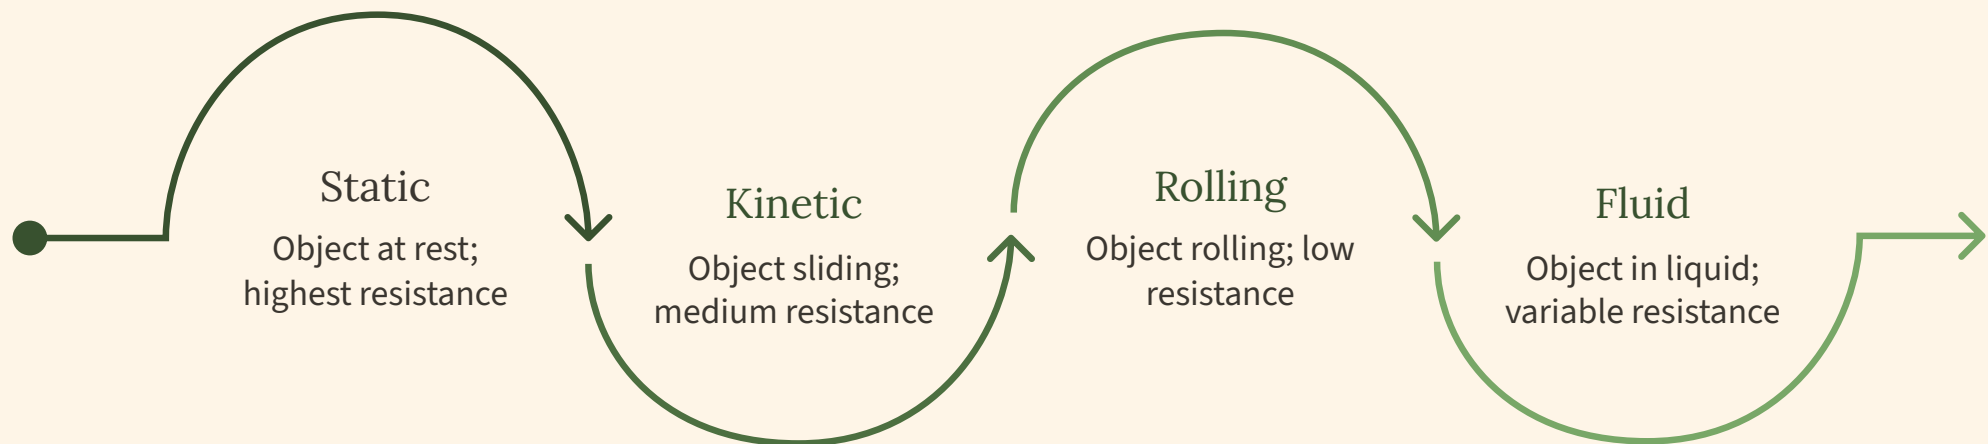 Static
Object at rest;
highest resistance
Kinetic
Object sliding;
medium resistance
Rolling
Object rolling; low
resistance
Fluid
Object in liquid;
variable resistance